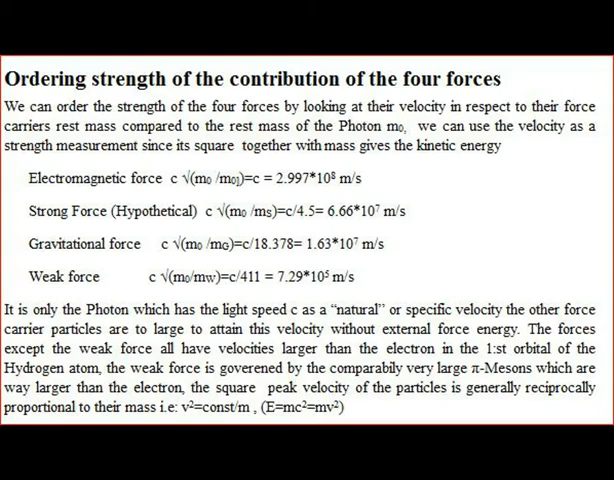 Ordering strength of the contribution of the four forces
We can order the strength of the four forces by looking at their velocity in respect to their force
carriers rest mass compared to the rest mass of the Photon m₀, we can use the velocity as a
strength measurement since its square together with mass gives the kinetic energy
Electromagnetic force c √(m₀ /m₀₁)=c = 2.997*10⁸ m/s
Strong Force (Hypothetical) c √(m₀ /mₛ)=c/4.5= 6.66*10⁷ m/s
Gravitational force c √(m₀ /mG)=c/18.378= 1.63*10⁷ m/s
Weak force c √(m₀/mw)=c/411 = 7.29*10⁵ m/s
It is only the Photon which has the light speed c as a “natural” or specific velocity the other force
carrier particles are to large to attain this velocity without external force energy. The forces
except the weak force all have velocities larger than the electron in the 1:st orbital of the
Hydrogen atom, the weak force is goverened by the comparabily very large π-Mesons which are
way larger than the electron, the square peak velocity of the particles is generally reciprocally
proportional to their mass i.e: v²=const/m , (E=mc²=mv²)